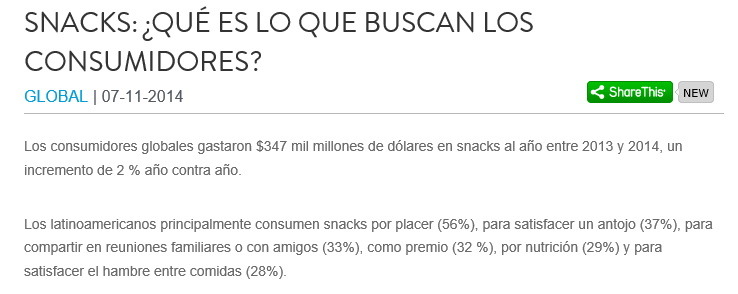 SNACKS: ¿QUÉ ES LO QUE BUSCAN LOS
CONSUMIDORES?
GLOBAL | 07-11-2014
ShareThis
NEW
Los consumidores globales gastaron $347 mil millones de dólares en snacks al año entre 2013 y 2014, un
incremento de 2 % año contra año.
Los latinoamericanos principalmente consumen snacks por placer (56%), para satisfacer un antojo (37%), para
compartir en reuniones familiares o con amigos (33%), como premio (32 %), por nutrición (29%) y para
satisfacer el hambre entre comidas (28%).